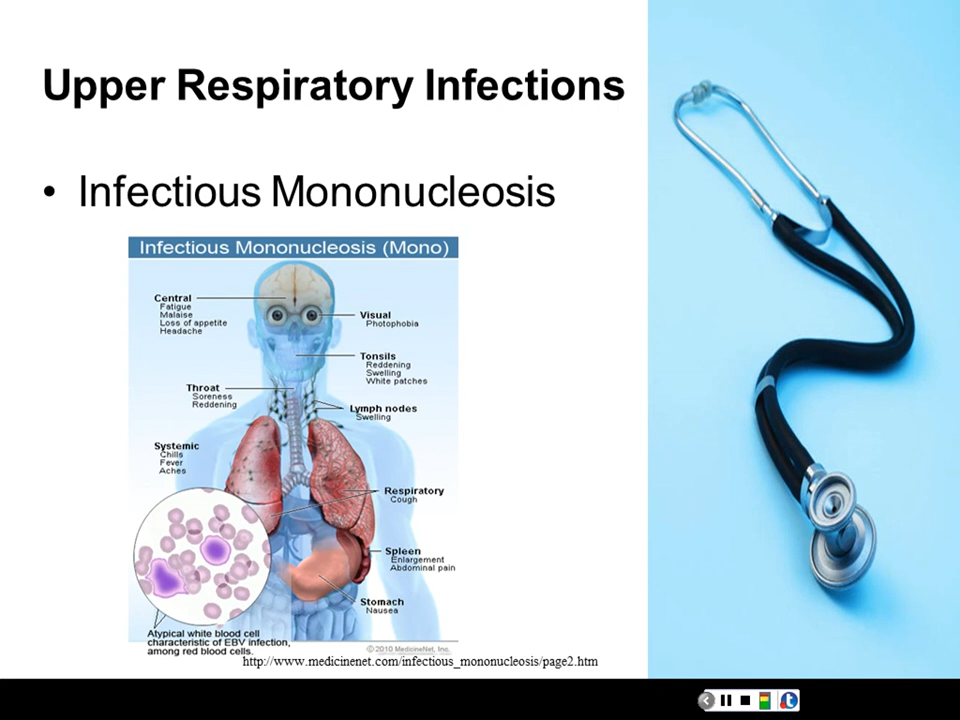 Upper Respiratory Infections
• Infectious Mononucleosis
Infectious Mononucleosis (Mono)
Central
Fatigue
Malaise
Loss of appetite
Headache
Visual
Photophobia
Tonsils
Reddening
Swelling
White patches
Throat
Soreness
Reddening
Lymph nodes
Swelling
Systemic
Chills
Fever
Aches
Respiratory
Cough
Spleen
Enlargement
Abdominal pain
Stomach
Nausea
Atypical white blood cell
characteristic of EBV infection,
among red blood cells.
© 2010 MedicineNet, Inc.
http://www.medicinenet.com/infectious_mononucleosis/page2.htm
t